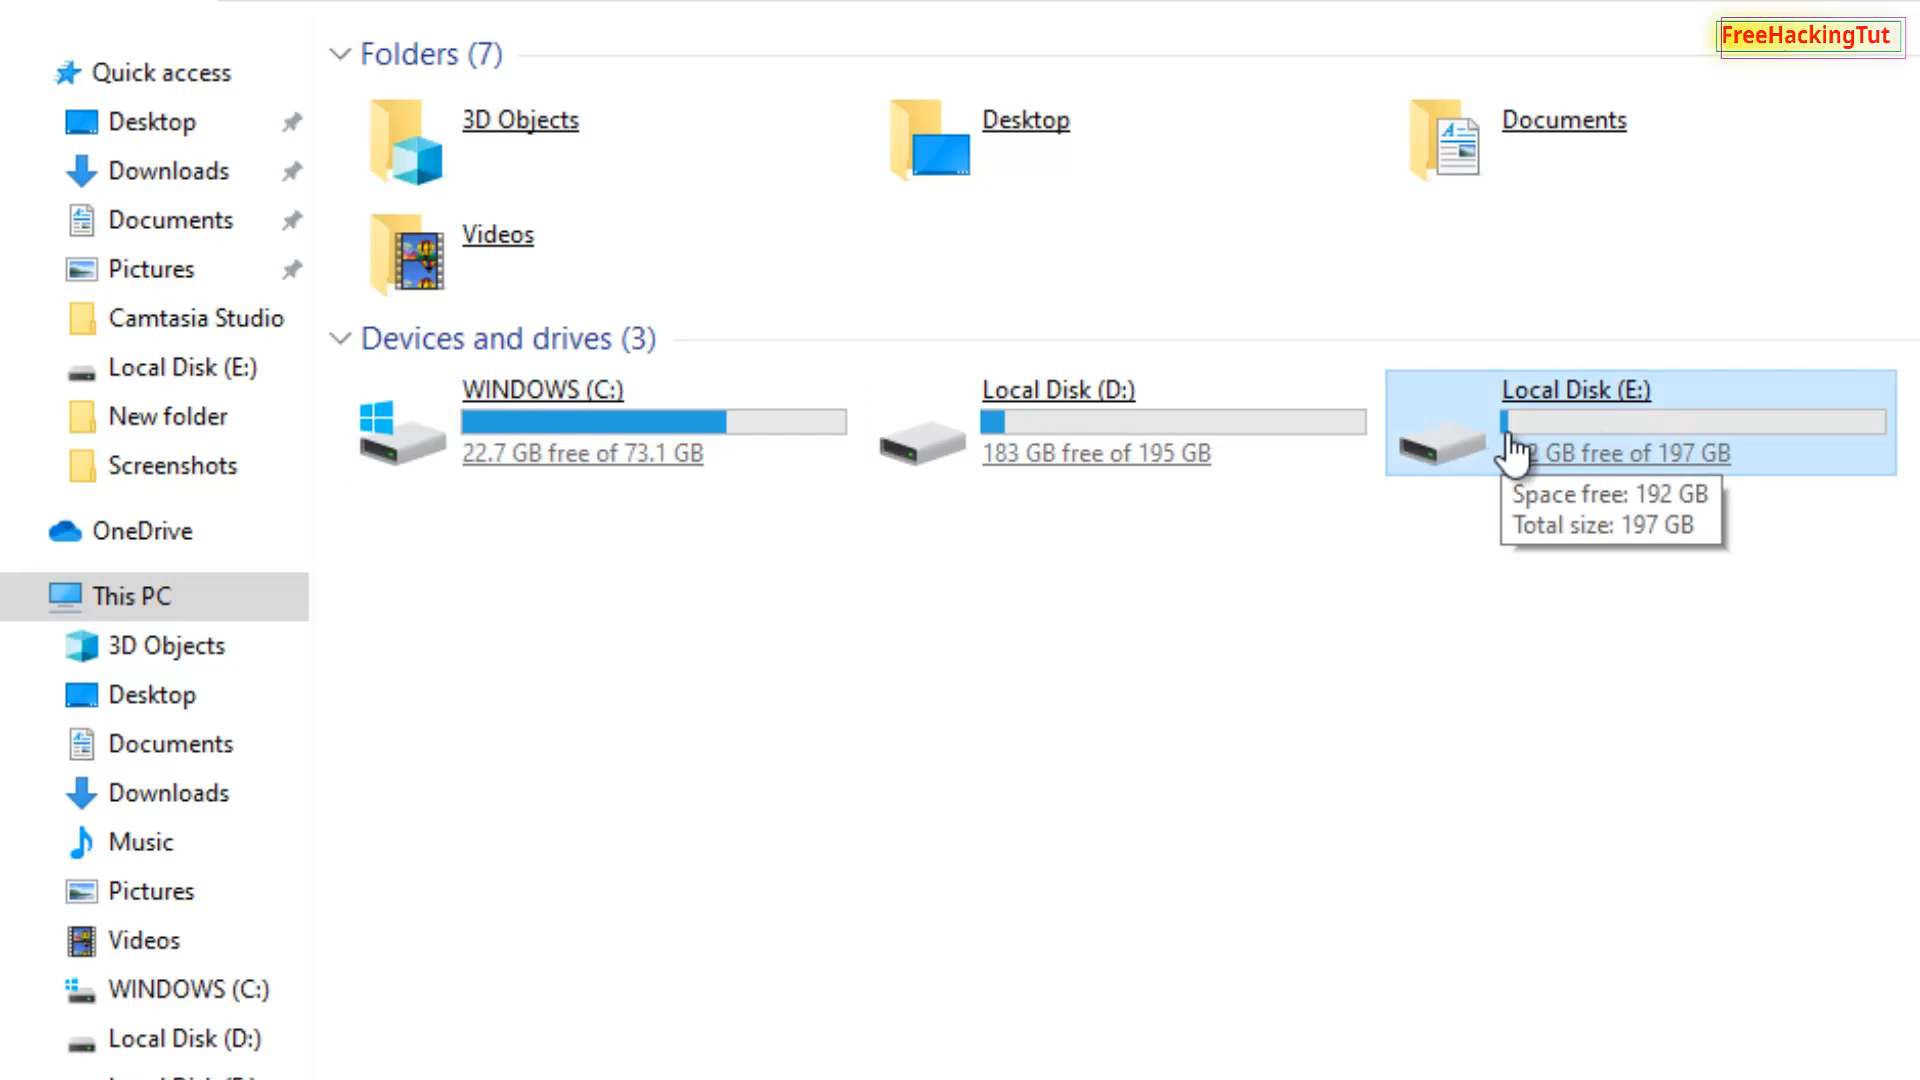 FreeHackingTut
Quick access
Desktop
Downloads
Documents
Pictures
Camtasia Studio
Local Disk (E:)
New folder
Screenshots
OneDrive
This PC
3D Objects
Desktop
Documents
Downloads
Music
Pictures
Videos
WINDOWS (C:)
Local Disk (D:)
Folders (7)
3D Objects
Desktop
Documents
Videos
Devices and drives (3)
WINDOWS (C:)
22.7 GB free of 73.1 GB
Local Disk (D:)
183 GB free of 195 GB
Local Disk (E:)
GB free of 197 GB
Space free: 192 GB
Total size: 197 GB